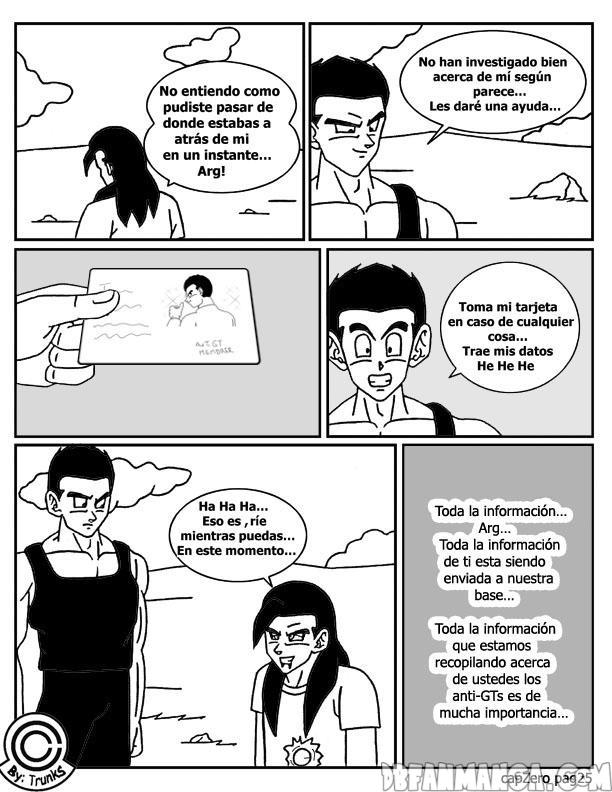 No entiendo como
pudiste pasar de
donde estabas a
atrás de mi
en un instante...
Arg!
No han investigado bien
acerca de mí según
parece...
Les daré una ayuda...
Toma mi tarjeta
en caso de cualquier
cosa...
Trae mis datos
He He He
Ha Ha Ha...
Eso es ,ríe
mientras puedas...
En este momento...
Toda la información...
Arg...
Toda la información
de ti esta siendo
enviada a nuestra
base...
Toda la información
que estamos
recopilando acerca
de ustedes los
anti-GTs es de
mucha importancia...
By: Trunks
capZero pag25
DBFANMANGA.COM